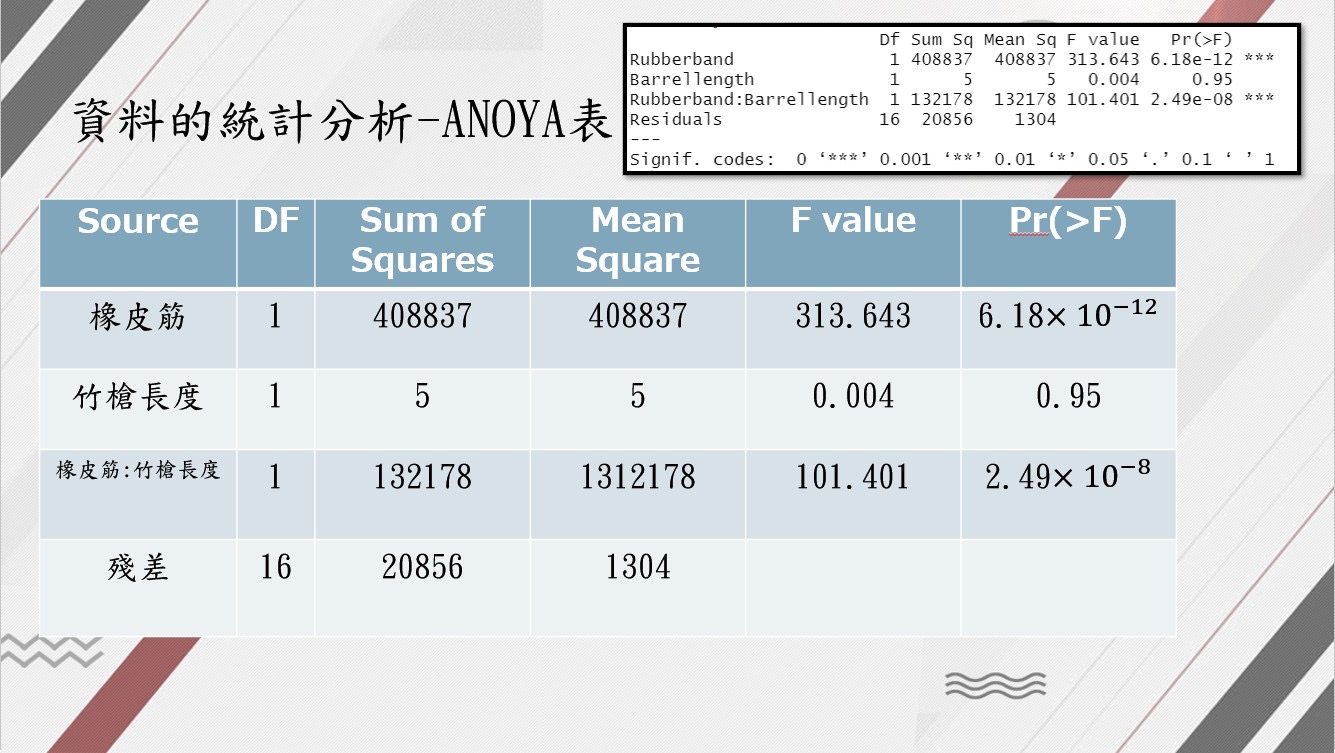 資料的統計分析-ANOYA表
Df Sum Sq Mean Sq F value Pr(>F)
Rubberband 1 408837 408837 313.643 6.18e-12 ***
Barrellength 1 5 5 0.004 0.95
Rubberband:Barrellength 1 132178 132178 101.401 2.49e-08 ***
Residuals 16 20856 1304
---
Signif. codes: 0 ‘***’ 0.001 ‘**’ 0.01 ‘*’ 0.05 ‘.’ 0.1 ‘ ’ 1
Source DF Sum of Squares Mean Square F value Pr(>F)
橡皮筋 1 408837 408837 313.643 6.18× 10⁻¹²
竹槍長度 1 5 5 0.004 0.95
橡皮筋:竹槍長度 1 132178 1312178 101.401 2.49× 10⁻⁸
殘差 16 20856 1304